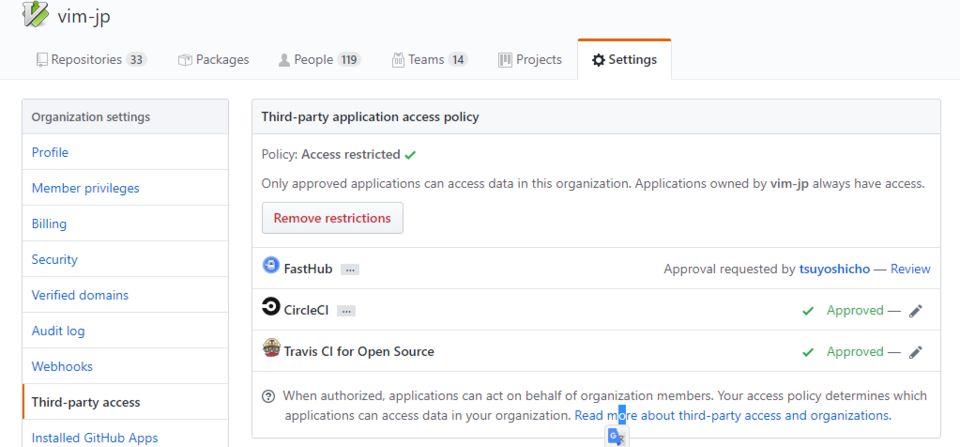 vim-jp
Repositories 33 Packages People 119 Teams 14 Projects Settings
Organization settings
Profile
Member privileges
Billing
Security
Verified domains
Audit log
Webhooks
Third-party access
Installed GitHub Apps
Third-party application access policy
Policy: Access restricted ✓
Only approved applications can access data in this organization. Applications owned by vim-jp always have access.
Remove restrictions
FastHub ... Approval requested by tsuyoshicho — Review
CircleCI ... ✓ Approved —
Travis CI for Open Source ✓ Approved —
When authorized, applications can act on behalf of organization members. Your access policy determines which
applications can access data in your organization. Read more about third-party access and organizations.